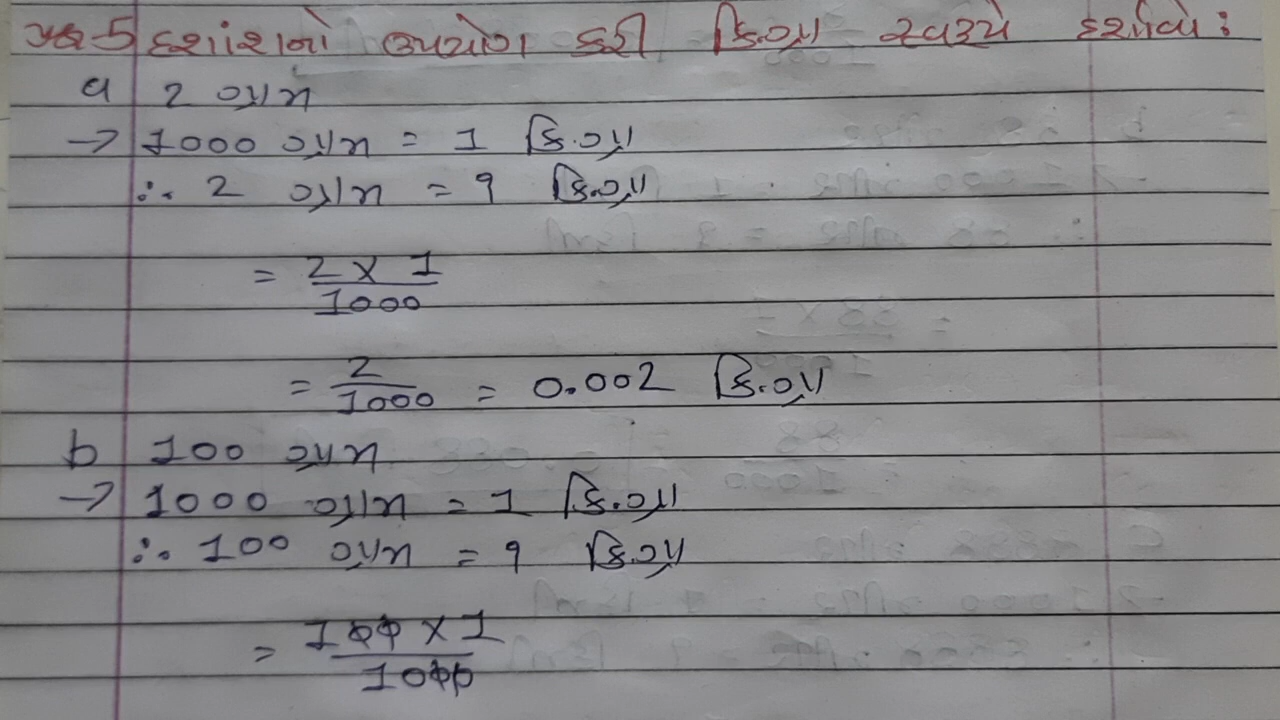 પ્રશ્ન-5 દશાંશનો ઉપયોગ કરી કિ.ગ્રા સ્વરૂપે દર્શાવો:
a 2 ગ્રામ
→ 1000 ગ્રામ = 1 કિ.ગ્રા
∴ 2 ગ્રામ = ? કિ.ગ્રા
= 2 × 1 / 1000
= 2 / 1000 = 0.002 કિ.ગ્રા
b 100 ગ્રામ
→ 1000 ગ્રામ = 1 કિ.ગ્રા
∴ 100 ગ્રામ = ? કિ.ગ્રા
= 100 × 1 / 1000